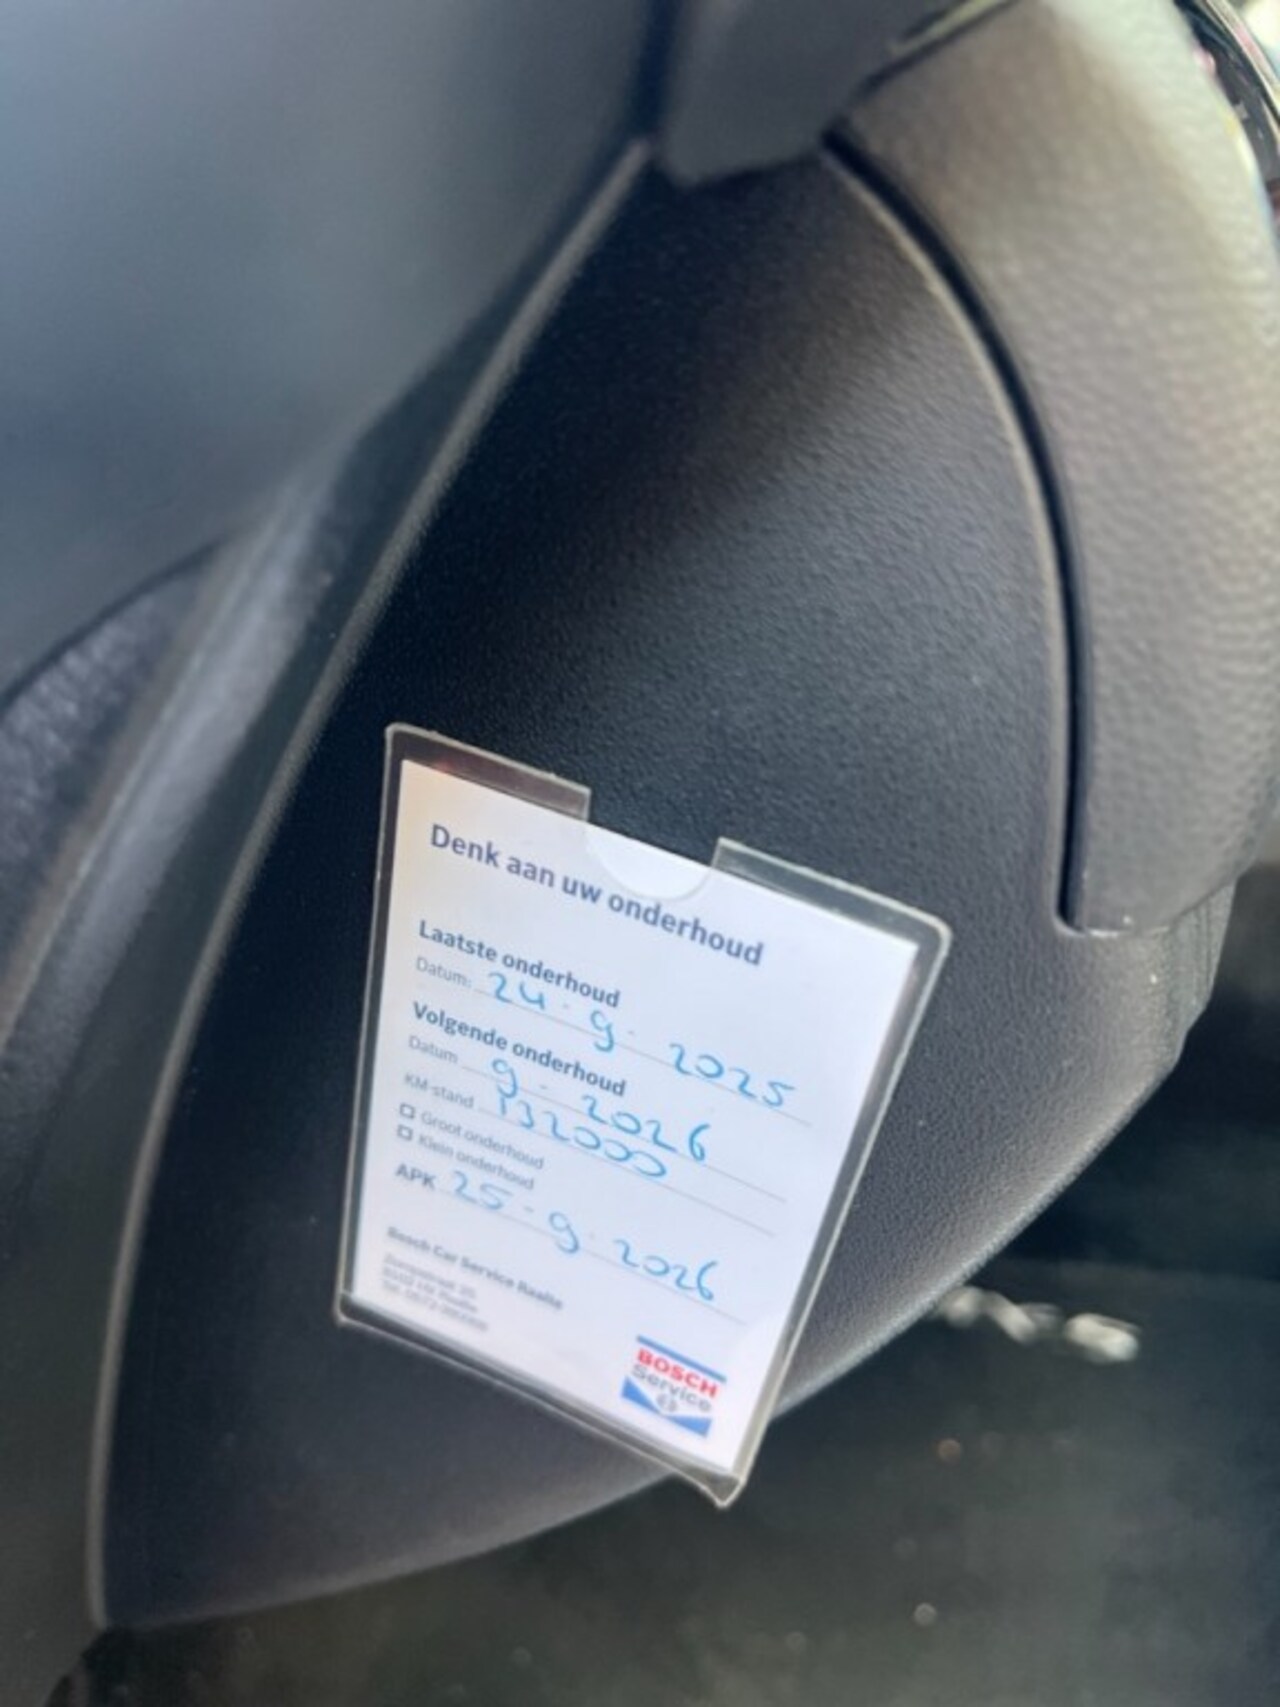 Denk aan uw onderhoud
Laatste onderhoud
Datum: 24-9-2025
Volgende onderhoud
Datum 9-2026
KM-stand 132000
Groot onderhoud
Klein onderhoud
APK 25-9-2026
Bosch Car Service Raalte
BOSCH
Service